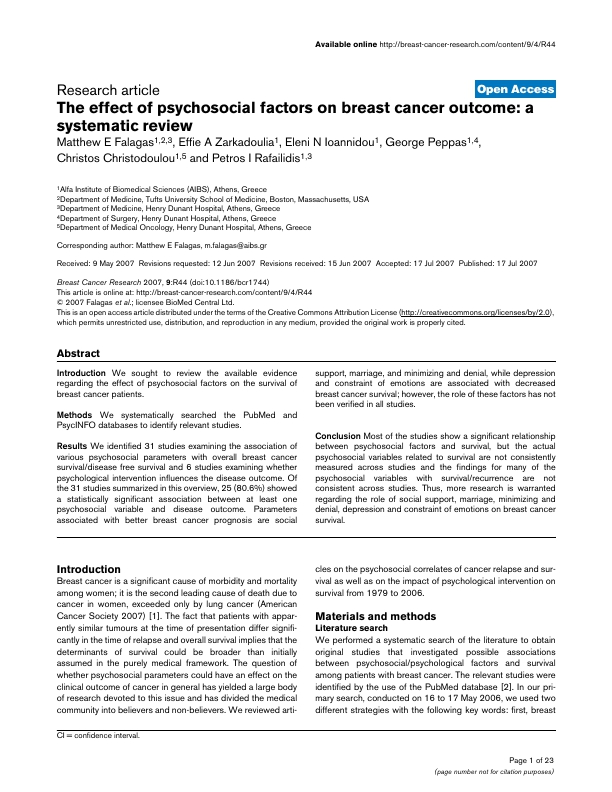 Available online http://breast-cancer-research.com/content/9/4/R44
Research article
Open Access
The effect of psychosocial factors on breast cancer outcome: a
systematic review
Matthew E Falagas1,2,3, Effie A Zarkadoulia1, Eleni N Ioannidou1, George Peppas1,4,
Christos Christodoulou1,5 and Petros I Rafailidis1,3
1Alfa Institute of Biomedical Sciences (AIBS), Athens, Greece
2Department of Medicine, Tufts University School of Medicine, Boston, Massachusetts, USA
3Department of Medicine, Henry Dunant Hospital, Athens, Greece
4Department of Surgery, Henry Dunant Hospital, Athens, Greece
5Department of Medical Oncology, Henry Dunant Hospital, Athens, Greece
Corresponding author: Matthew E Falagas, m.falagas@aibs.gr
Received: 9 May 2007 Revisions requested: 12 Jun 2007 Revisions received: 15 Jun 2007 Accepted: 17 Jul 2007 Published: 17 Jul 2007
Breast Cancer Research 2007, 9:R44 (doi:10.1186/bcr1744)
This article is online at: http://breast-cancer-research.com/content/9/4/R44
© 2007 Falagas et al.; licensee BioMed Central Ltd.
This is an open access article distributed under the terms of the Creative Commons Attribution License (http://creativecommons.org/licenses/by/2.0),
which permits unrestricted use, distribution, and reproduction in any medium, provided the original work is properly cited.
Abstract
Introduction We sought to review the available evidence
regarding the effect of psychosocial factors on the survival of
breast cancer patients.
Methods We systematically searched the PubMed and
PsycINFO databases to identify relevant studies.
Results We identified 31 studies examining the association of
various psychosocial parameters with overall breast cancer
survival/disease free survival and 6 studies examining whether
psychological intervention influences the disease outcome. Of
the 31 studies summarized in this overview, 25 (80.6%) showed
a statistically significant association between at least one
psychosocial variable and disease outcome. Parameters
associated with better breast cancer prognosis are social
support, marriage, and minimizing and denial, while depression
and constraint of emotions are associated with decreased
breast cancer survival; however, the role of these factors has not
been verified in all studies.
Conclusion Most of the studies show a significant relationship
between psychosocial factors and survival, but the actual
psychosocial variables related to survival are not consistently
measured across studies and the findings for many of the
psychosocial variables with survival/recurrence are not
consistent across studies. Thus, more research is warranted
regarding the role of social support, marriage, minimizing and
denial, depression and constraint of emotions on breast cancer
survival.
Introduction
Breast cancer is a significant cause of morbidity and mortality
among women; it is the second leading cause of death due to
cancer in women, exceeded only by lung cancer (American
Cancer Society 2007) [1]. The fact that patients with appar-
ently similar tumours at the time of presentation differ signifi-
cantly in the time of relapse and overall survival implies that the
determinants of survival could be broader than initially
assumed in the purely medical framework. The question of
whether psychosocial parameters could have an effect on the
clinical outcome of cancer in general has yielded a large body
of research devoted to this issue and has divided the medical
community into believers and non-believers. We reviewed arti-
cles on the psychosocial correlates of cancer relapse and sur-
vival as well as on the impact of psychological intervention on
survival from 1979 to 2006.
Materials and methods
Literature search
We performed a systematic search of the literature to obtain
original studies that investigated possible associations
between psychosocial/psychological factors and survival
among patients with breast cancer. The relevant studies were
identified by the use of the PubMed database [2]. In our pri-
mary search, conducted on 16 to 17 May 2006, we used two
different strategies with the following key words: first, breast
CI = confidence interval.
Page 1 of 23
(page number not for citation purposes)